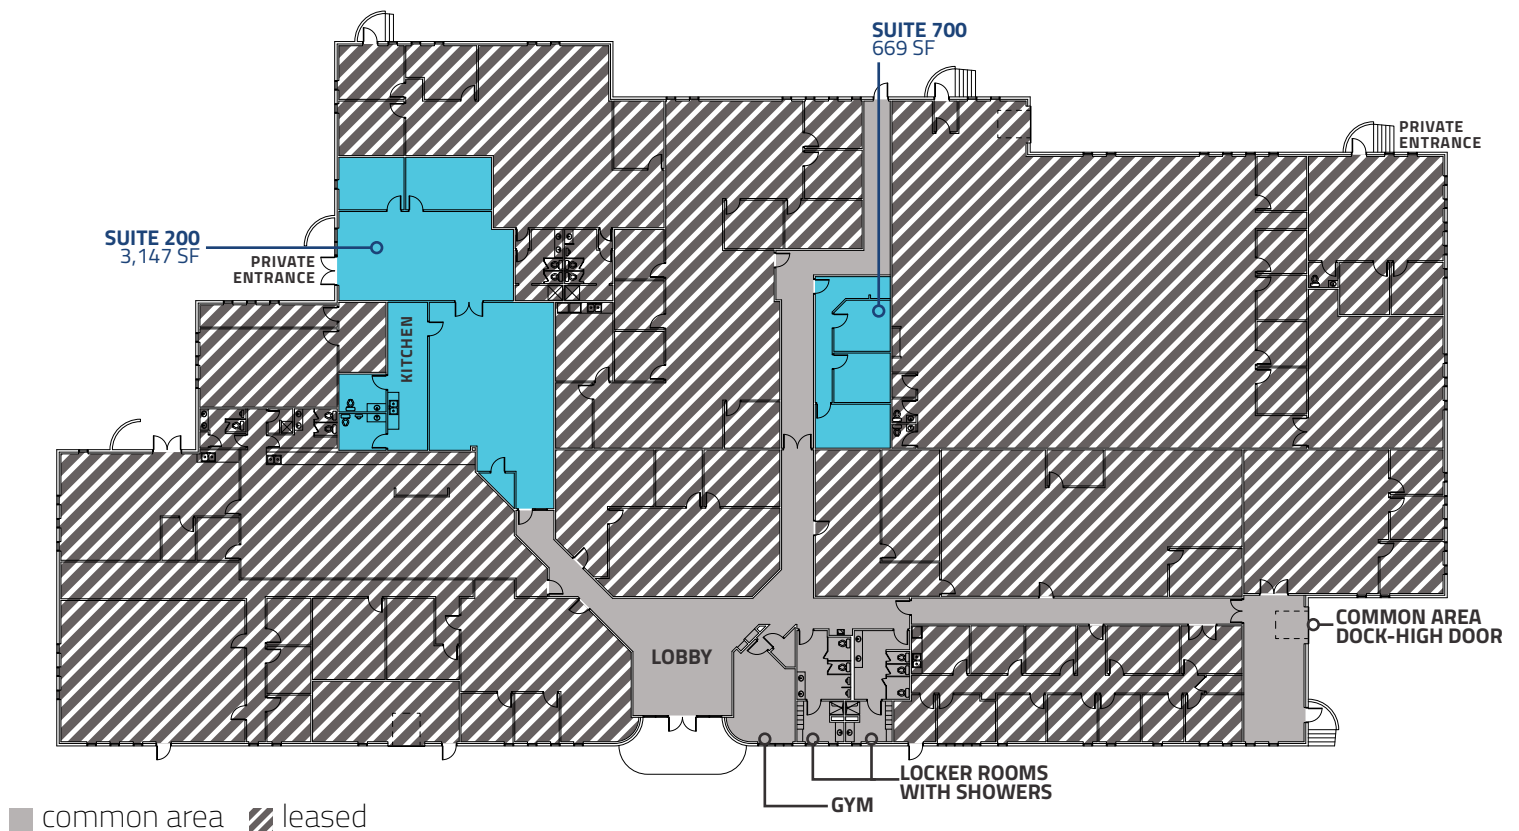 SUITE 700
669 SF
PRIVATE
ENTRANCE
SUITE 200
3,147 SF
PRIVATE
ENTRANCE
KITCHEN
COMMON AREA
DOCK-HIGH DOOR
LOBBY
LOCKER ROOMS
WITH SHOWERS
GYM
common area
leased